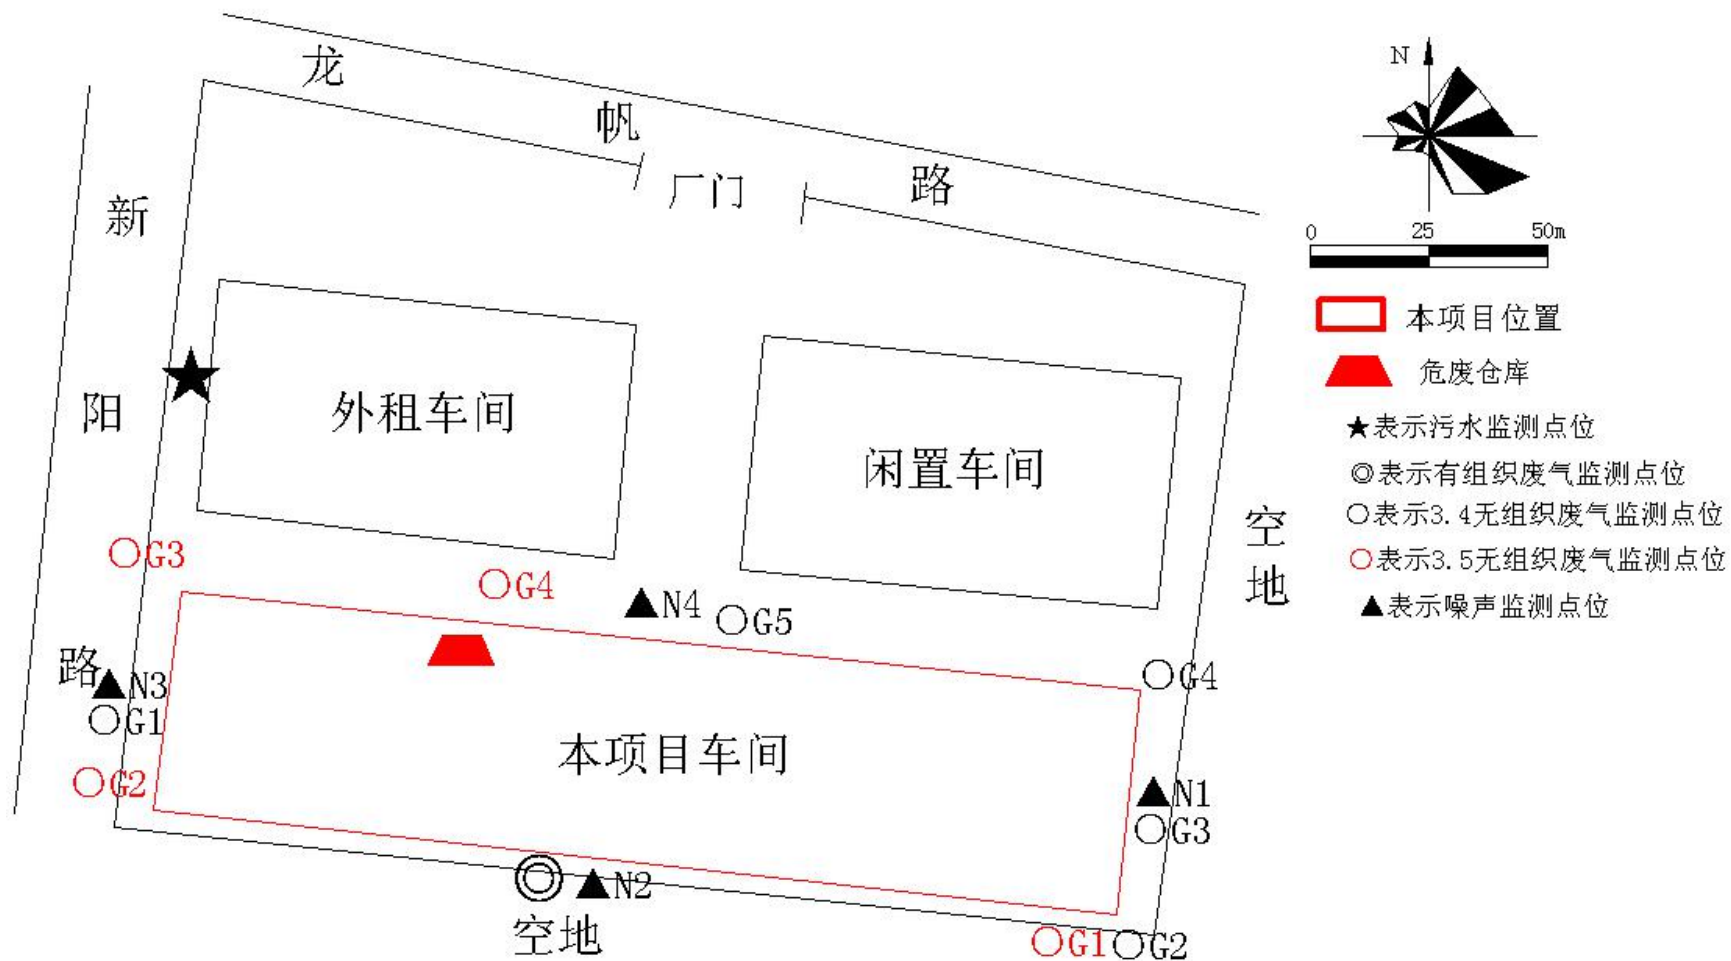 龙帆路
厂门
新阳路
外租车间
闲置车间
空地
G3
G4
N4
G5
N3
G1
G2
G4
本项目车间
N1
G3
N2
空地
G1
G2
N
0 25 50m
本项目位置
危废仓库
★表示污水监测点位
◎表示有组织废气监测点位
○表示3.4无组织废气监测点位
○表示3.5无组织废气监测点位
▲表示噪声监测点位